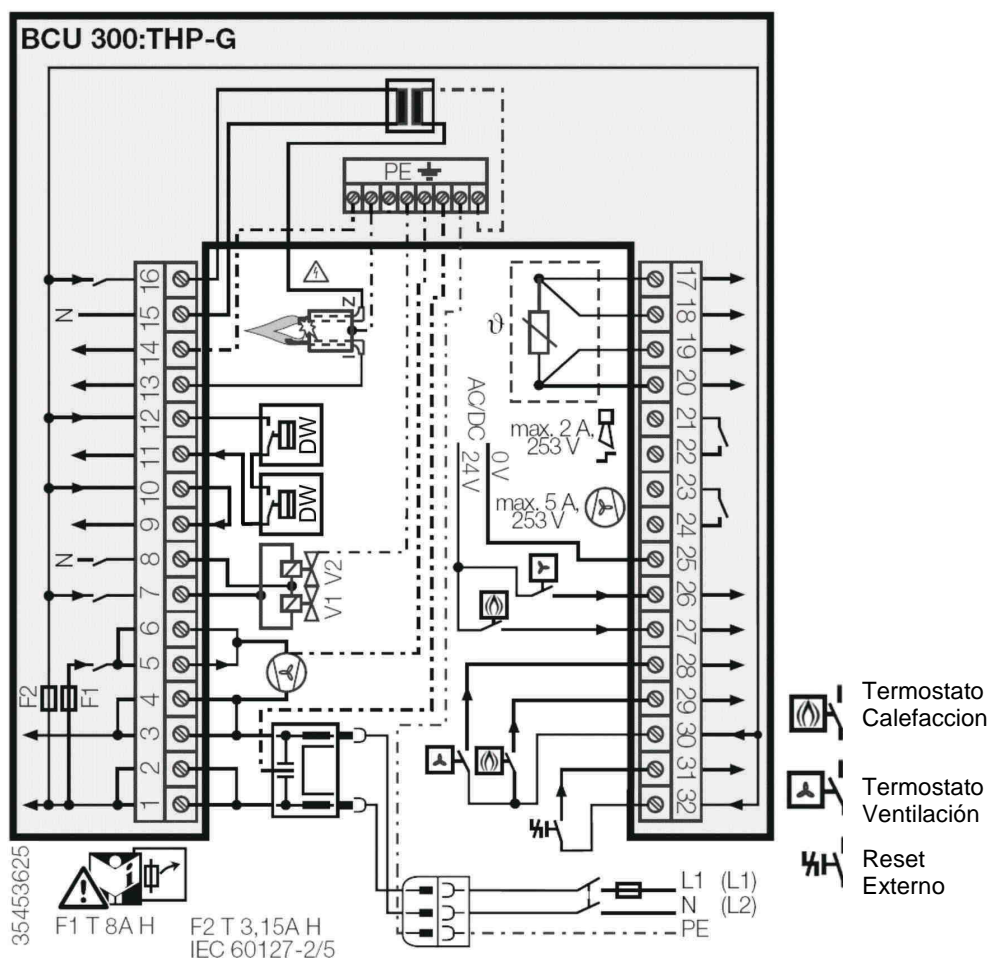 BCU 300:THP-G
PE
16
N 15
14
13
12
11
10
9
N 8
7
6
5
4
3
2
1
F2
F1
Z
I
DW
DW
V1 V2
ϑ
AC/DC 24 V
0 V
max. 2 A,
253 V
max. 5 A,
253 V
17
18
19
20
21
22
23
24
25
26
27
28
29
30
31
32
Termostato
Calefaccion
Termostato
Ventilación
Reset
Externo
L1 (L1)
N (L2)
PE
35453625
i
F1 T 8A H
F2 T 3,15A H
IEC 60127-2/5